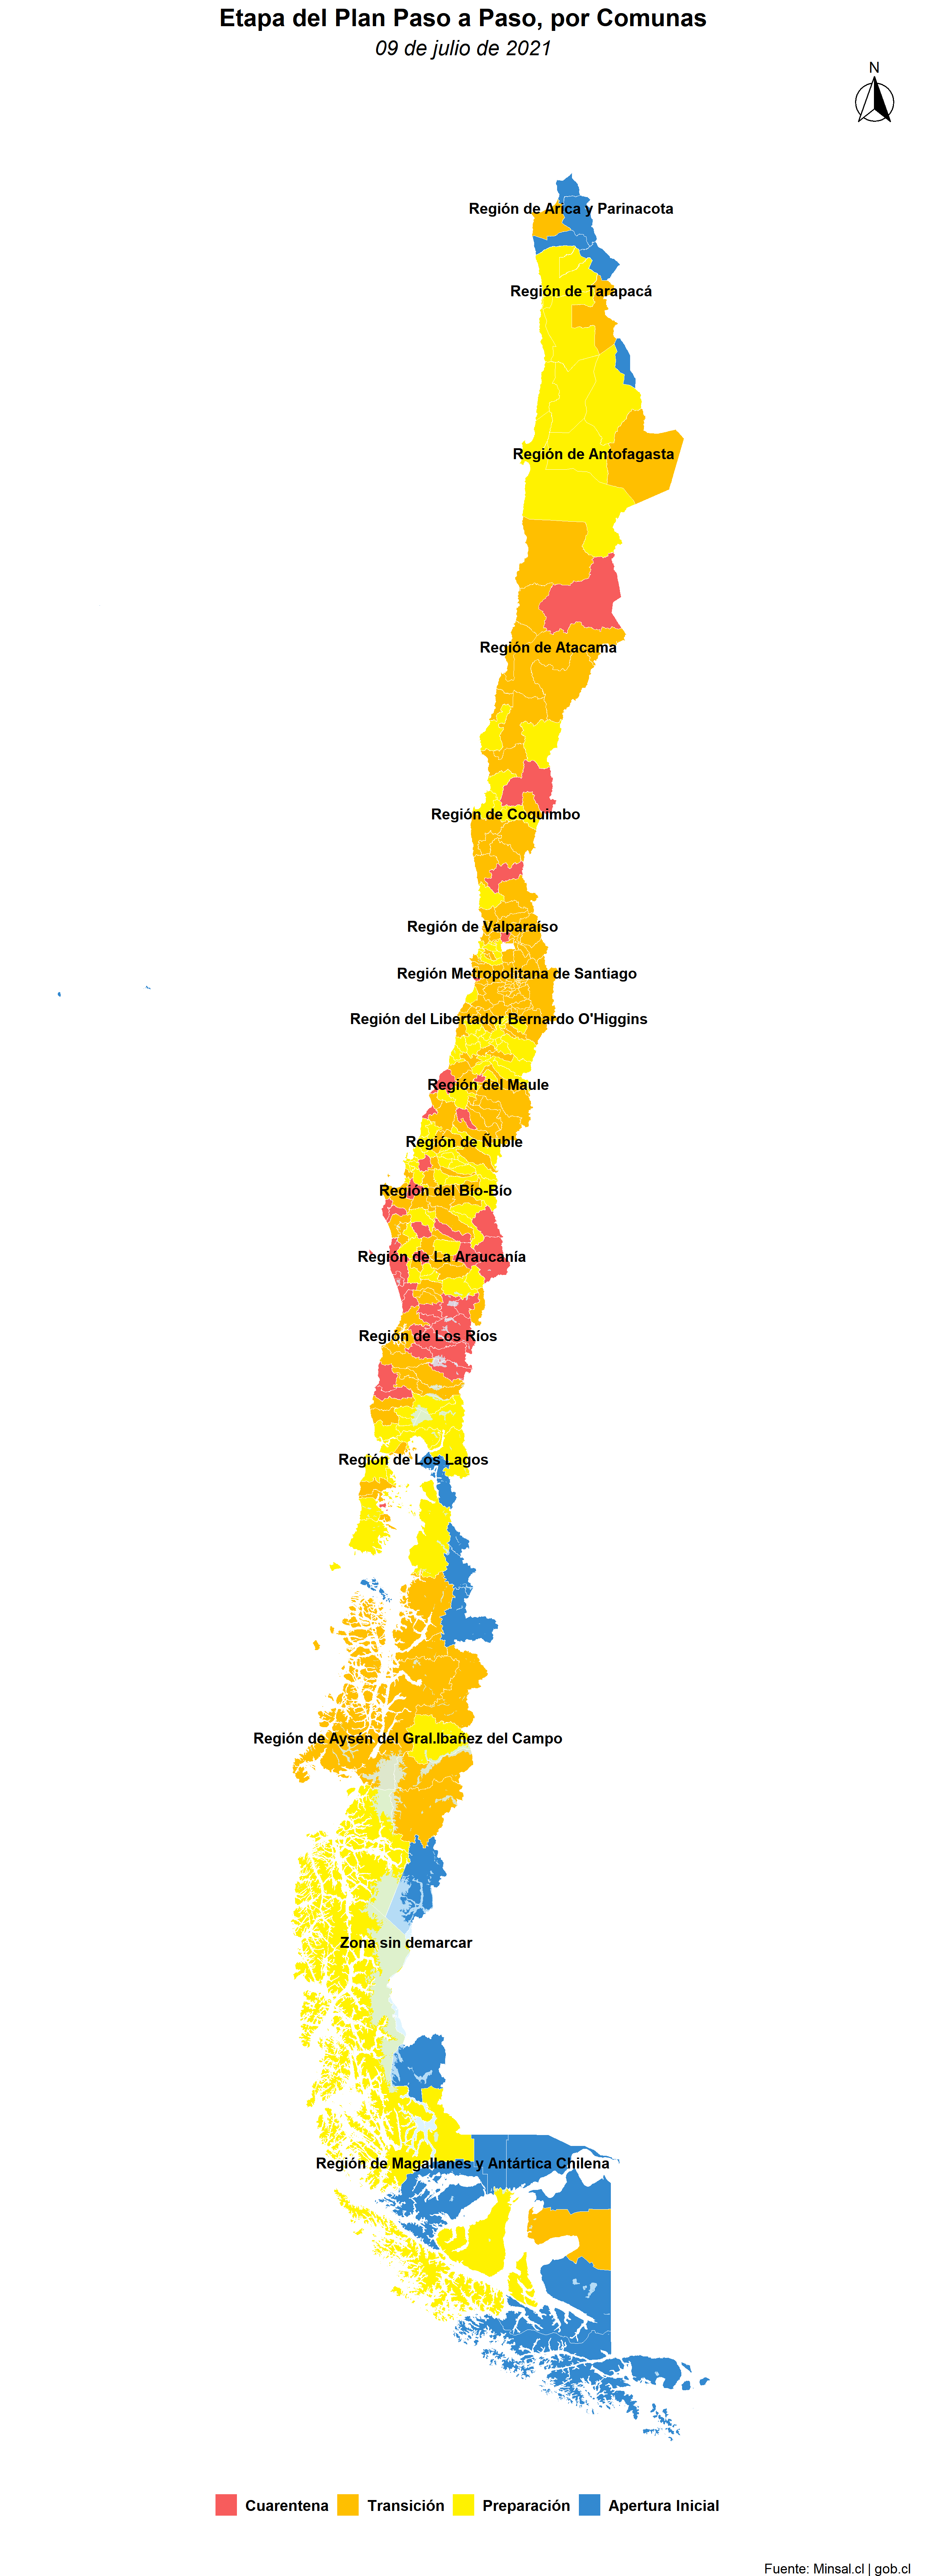 Etapa del Plan Paso a Paso, por Comunas
09 de julio de 2021
N
Región de Arica y Parinacota
Región de Tarapacá
Región de Antofagasta
Región de Atacama
Región de Coquimbo
Región de Valparaíso
Región Metropolitana de Santiago
Región del Libertador Bernardo O'Higgins
Región del Maule
Región de Ñuble
Región del Bío-Bío
Región de La Araucanía
Región de Los Ríos
Región de Los Lagos
Región de Aysén del Gral.Ibañez del Campo
Zona sin demarcar
Región de Magallanes y Antártica Chilena
Cuarentena Transición Preparación Apertura Inicial
Fuente: Minsal.cl | gob.cl